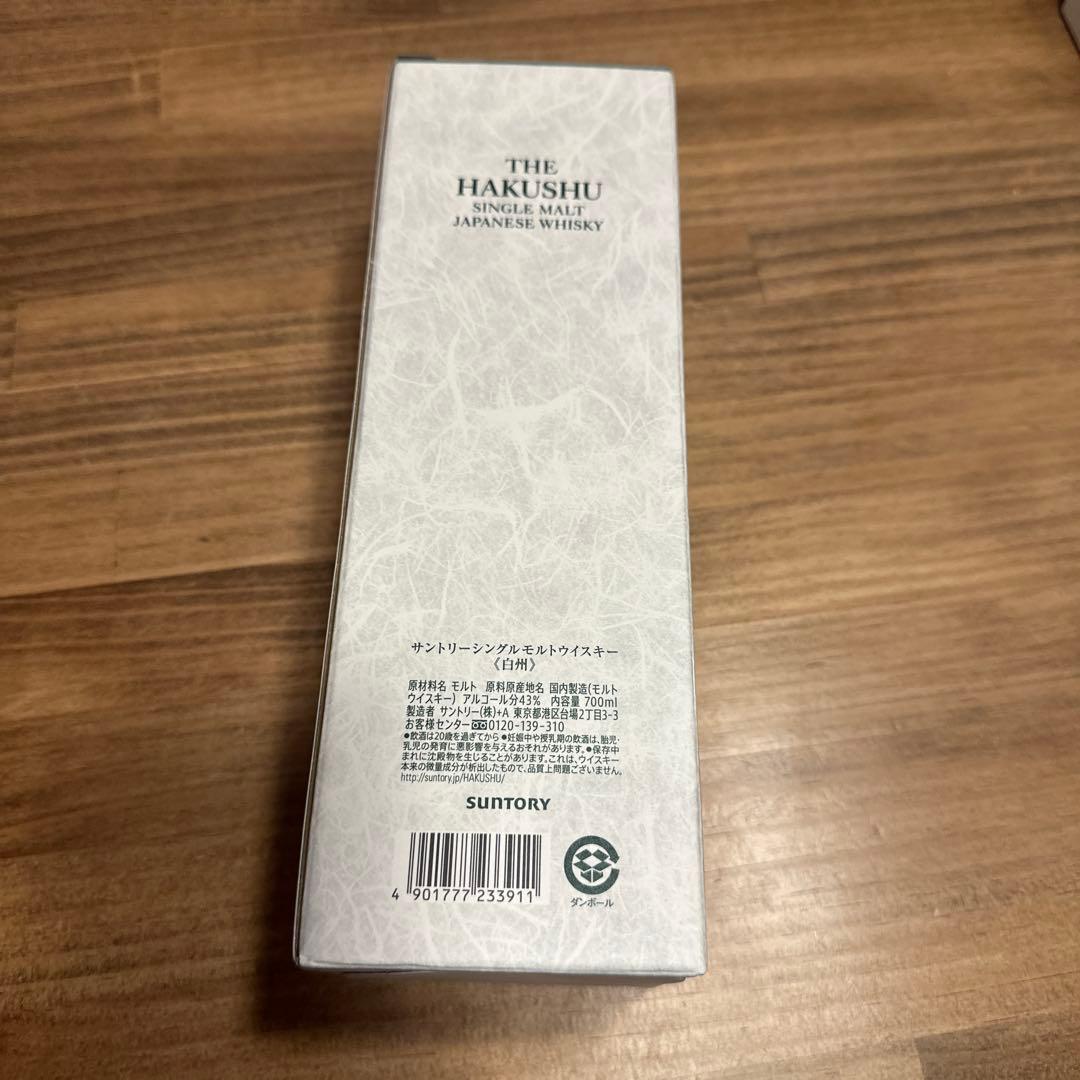 THE
HAKUSHU
SINGLE MALT
JAPANESE WHISKY
サントリーシングルモルトウイスキー
《白州》
原材料名 モルト 原料原産地名 国内製造(モルト
ウイスキー) アルコール分43% 内容量 700ml
製造者 サントリー(株)+A 東京都港区台場2丁目3-3
お客様センター 0120-139-310
●飲酒は20歳を過ぎてから ●妊娠中や授乳期の飲酒は、胎児・
乳児の発育に悪影響を与えるおそれがあります。●保存中
まれに沈殿物を生じることがあります。これは、ウイスキー
本来の微量成分が析出したもので、品質上問題ございません。
http://suntory.jp/HAKUSHU/
SUNTORY
4 901777 233911
ダンボール